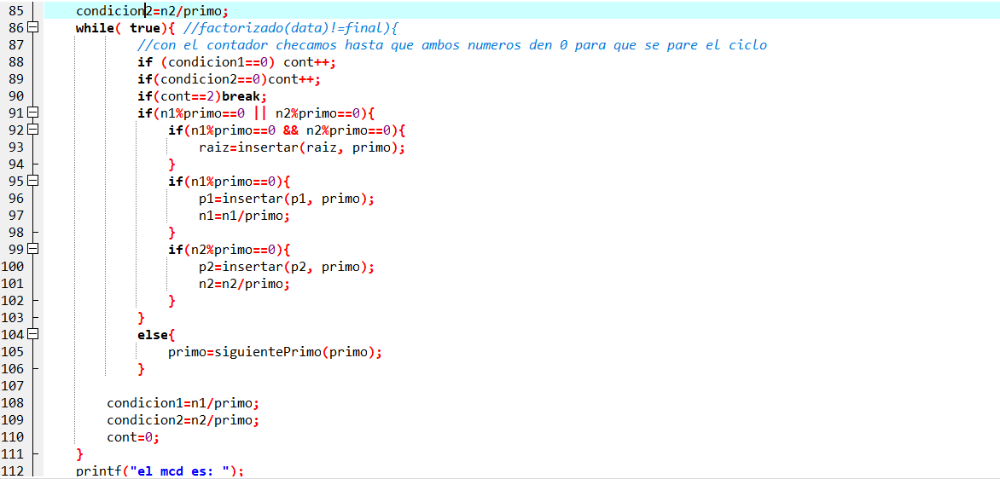 85 condicion2=n2/primo;
86 while( true){ //factorizado(data)!=final){
87 //con el contador checamos hasta que ambos numeros den 0 para que se pare el ciclo
88 if (condicion1==0) cont++;
89 if(condicion2==0)cont++;
90 if(cont==2)break;
91 if(n1%primo==0 || n2%primo==0){
92 if(n1%primo==0 && n2%primo==0){
93 raiz=insertar(raiz, primo);
94 }
95 if(n1%primo==0){
96 p1=insertar(p1, primo);
97 n1=n1/primo;
98 }
99 if(n2%primo==0){
100 p2=insertar(p2, primo);
101 n2=n2/primo;
102 }
103 }
104 else{
105 primo=siguientePrimo(primo);
106 }
107
108 condicion1=n1/primo;
109 condicion2=n2/primo;
110 cont=0;
111 }
112 printf("el mcd es: ");